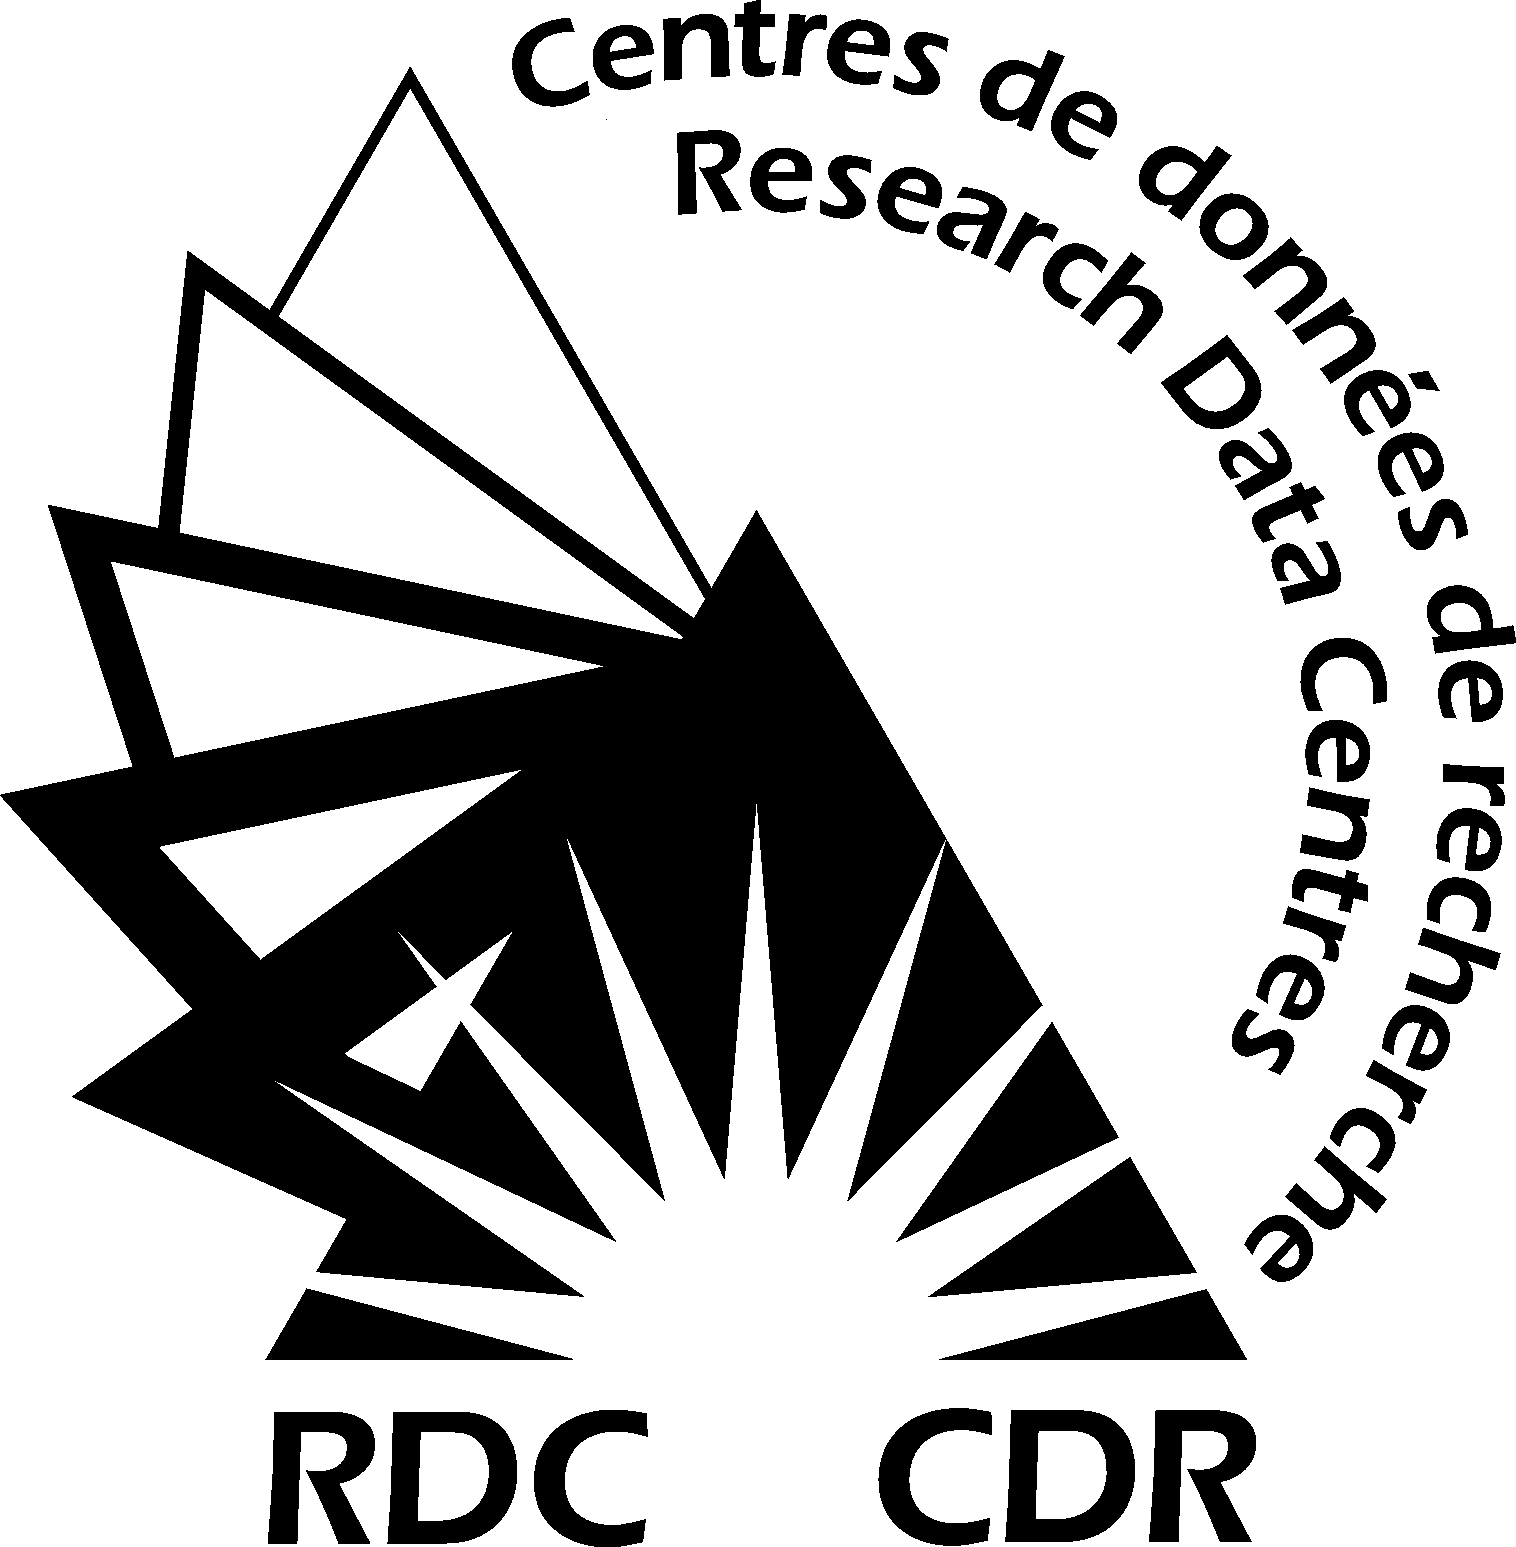 Centres de données de recherche
Research Data Centres
RDC CDR